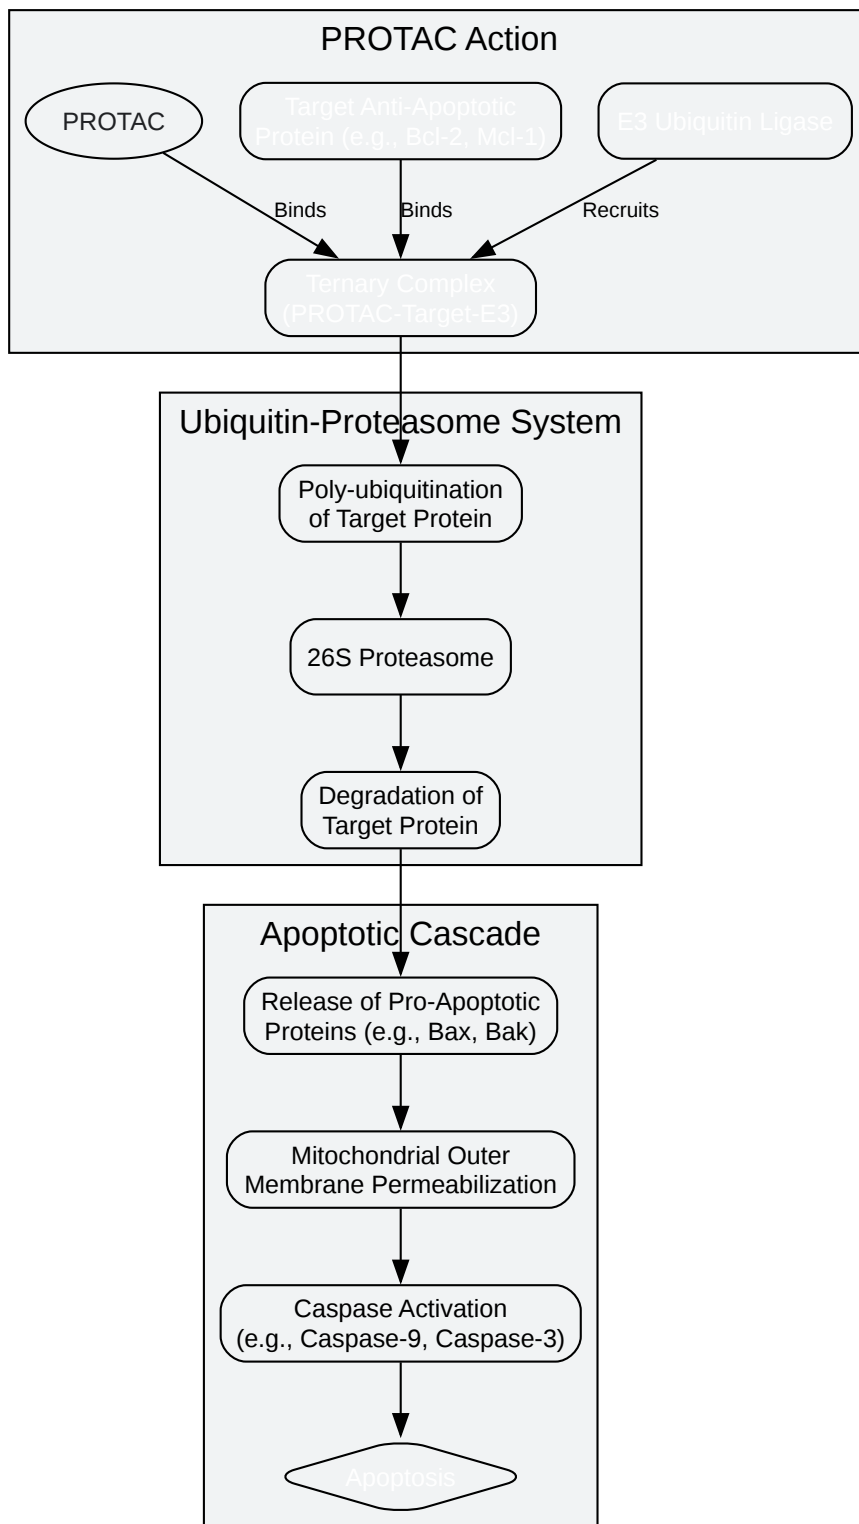 PROTAC Action
PROTAC
Target Anti-Apoptotic
Protein (e.g., Bcl-2, Mcl-1)
E3 Ubiquitin Ligase
Binds
Binds
Recruits
Ternary Complex
(PROTAC-Target-E3)
Ubiquitin-Proteasome System
Poly-ubiquitination
of Target Protein
26S Proteasome
Degradation of
Target Protein
Apoptotic Cascade
Release of Pro-Apoptotic
Proteins (e.g., Bax, Bak)
Mitochondrial Outer
Membrane Permeabilization
Caspase Activation
(e.g., Caspase-9, Caspase-3)
Apoptosis